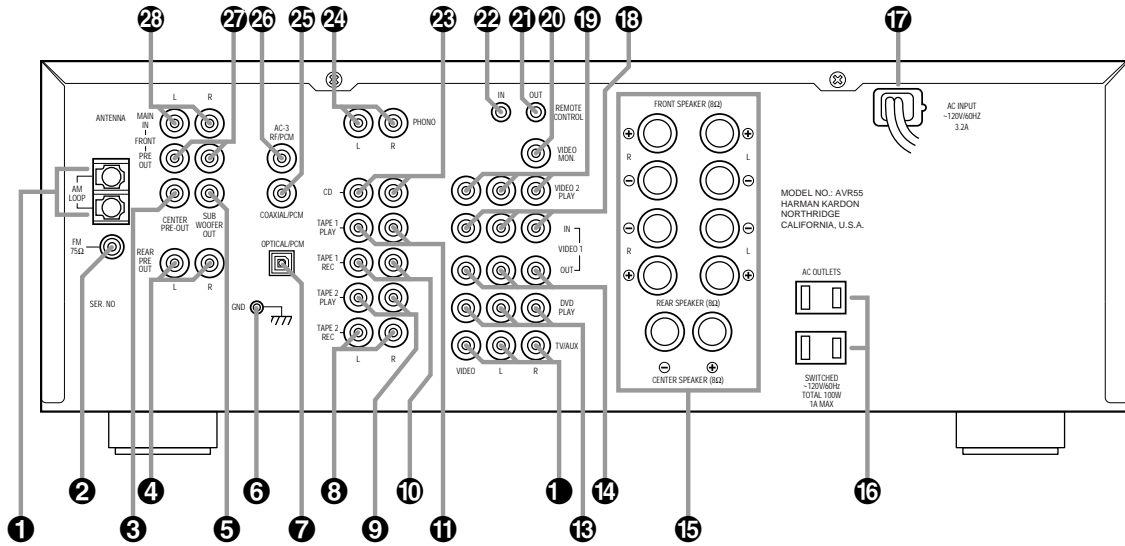 28 27 26 25 24 23 22 21 20 19 18 17
L R
ANTENNA
MAIN
IN
FRONT
PRE
OUT
AM
LOOP
CENTER
PRE-OUT
SUB
WOOFER
OUT
FM
75Ω
REAR
PRE
OUT
L R
SER. NO
AC-3
RF/PCM
COAXIAL/PCM
OPTICAL/PCM
GND
PHONO
L R
CD
TAPE 1
PLAY
TAPE 1
REC
TAPE 2
PLAY
TAPE 2
REC
L R
IN OUT
REMOTE
CONTROL
VIDEO
MON.
VIDEO 2
PLAY
IN
VIDEO 1
OUT
DVD
PLAY
TV/AUX
VIDEO L R
FRONT SPEAKER (8Ω)
+ +
R L
− −
− −
R L
+ +
REAR SPEAKER (8Ω)
− +
CENTER SPEAKER (8Ω)
AC INPUT
~120V/60HZ
3.2A
MODEL NO.: AVR55
HARMAN KARDON
NORTHRIDGE
CALIFORNIA, U.S.A.
AC OUTLETS
SWITCHED
~120V/60Hz
TOTAL 100W
1A MAX
1 2 3 4 5 6 7 8 9 10 11 1 13 14 15 16